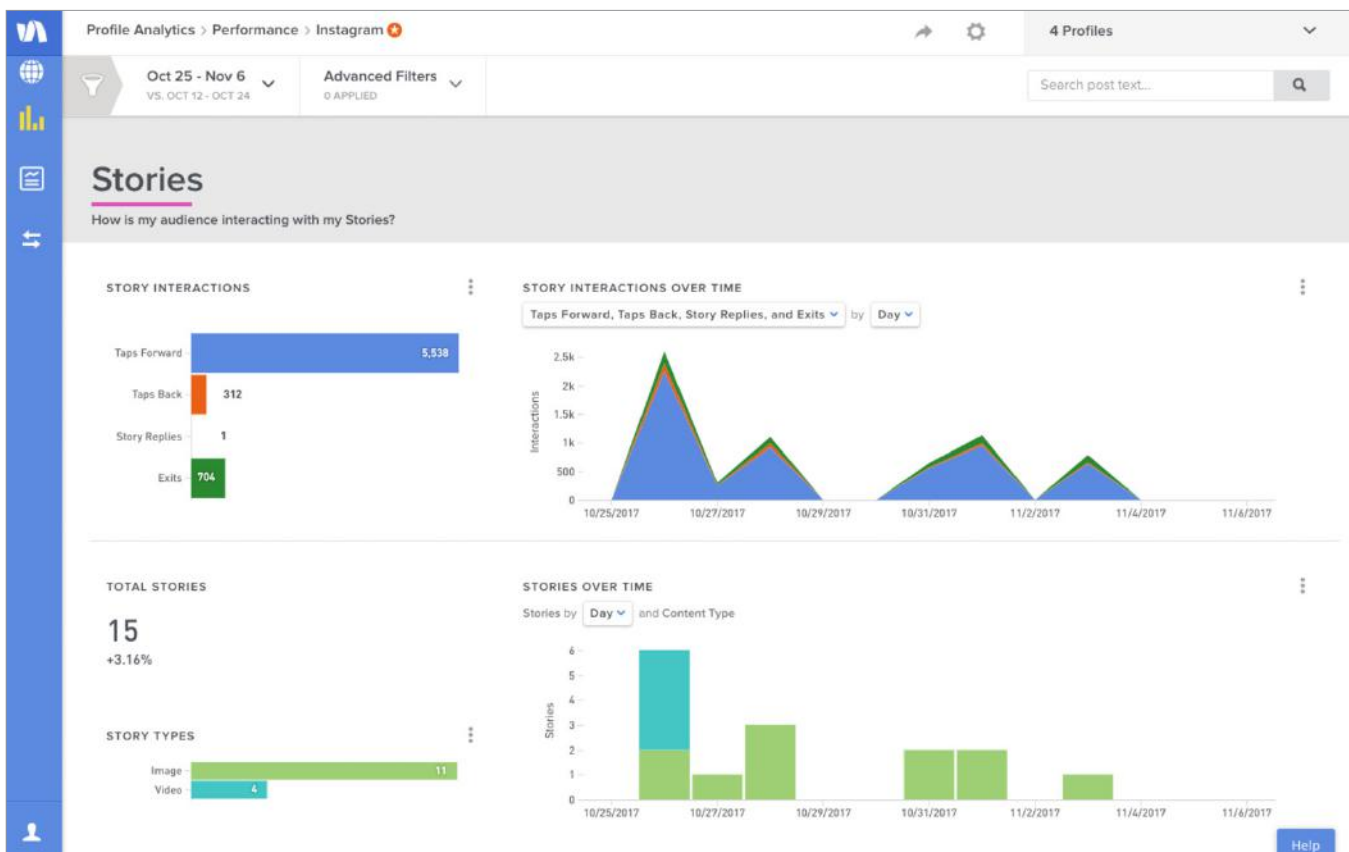 Profile Analytics > Performance > Instagram
4 Profiles
Oct 25 - Nov 6
VS. OCT 12 - OCT 24
Advanced Filters
0 APPLIED
Search post text...
Stories
How is my audience interacting with my Stories?
STORY INTERACTIONS
Taps Forward 5,538
Taps Back 312
Story Replies 1
Exits 704
STORY INTERACTIONS OVER TIME
Taps Forward, Taps Back, Story Replies, and Exits by Day
2.5k
2k
1.5k
1k
500
0
Interactions
10/25/2017 10/27/2017 10/29/2017 10/31/2017 11/2/2017 11/4/2017 11/6/2017
TOTAL STORIES
15
+3.16%
STORY TYPES
Image 11
Video 4
STORIES OVER TIME
Stories by Day and Content Type
6
5
4
3
2
1
0
Stories
10/25/2017 10/27/2017 10/29/2017 10/31/2017 11/2/2017 11/4/2017 11/6/2017
Help